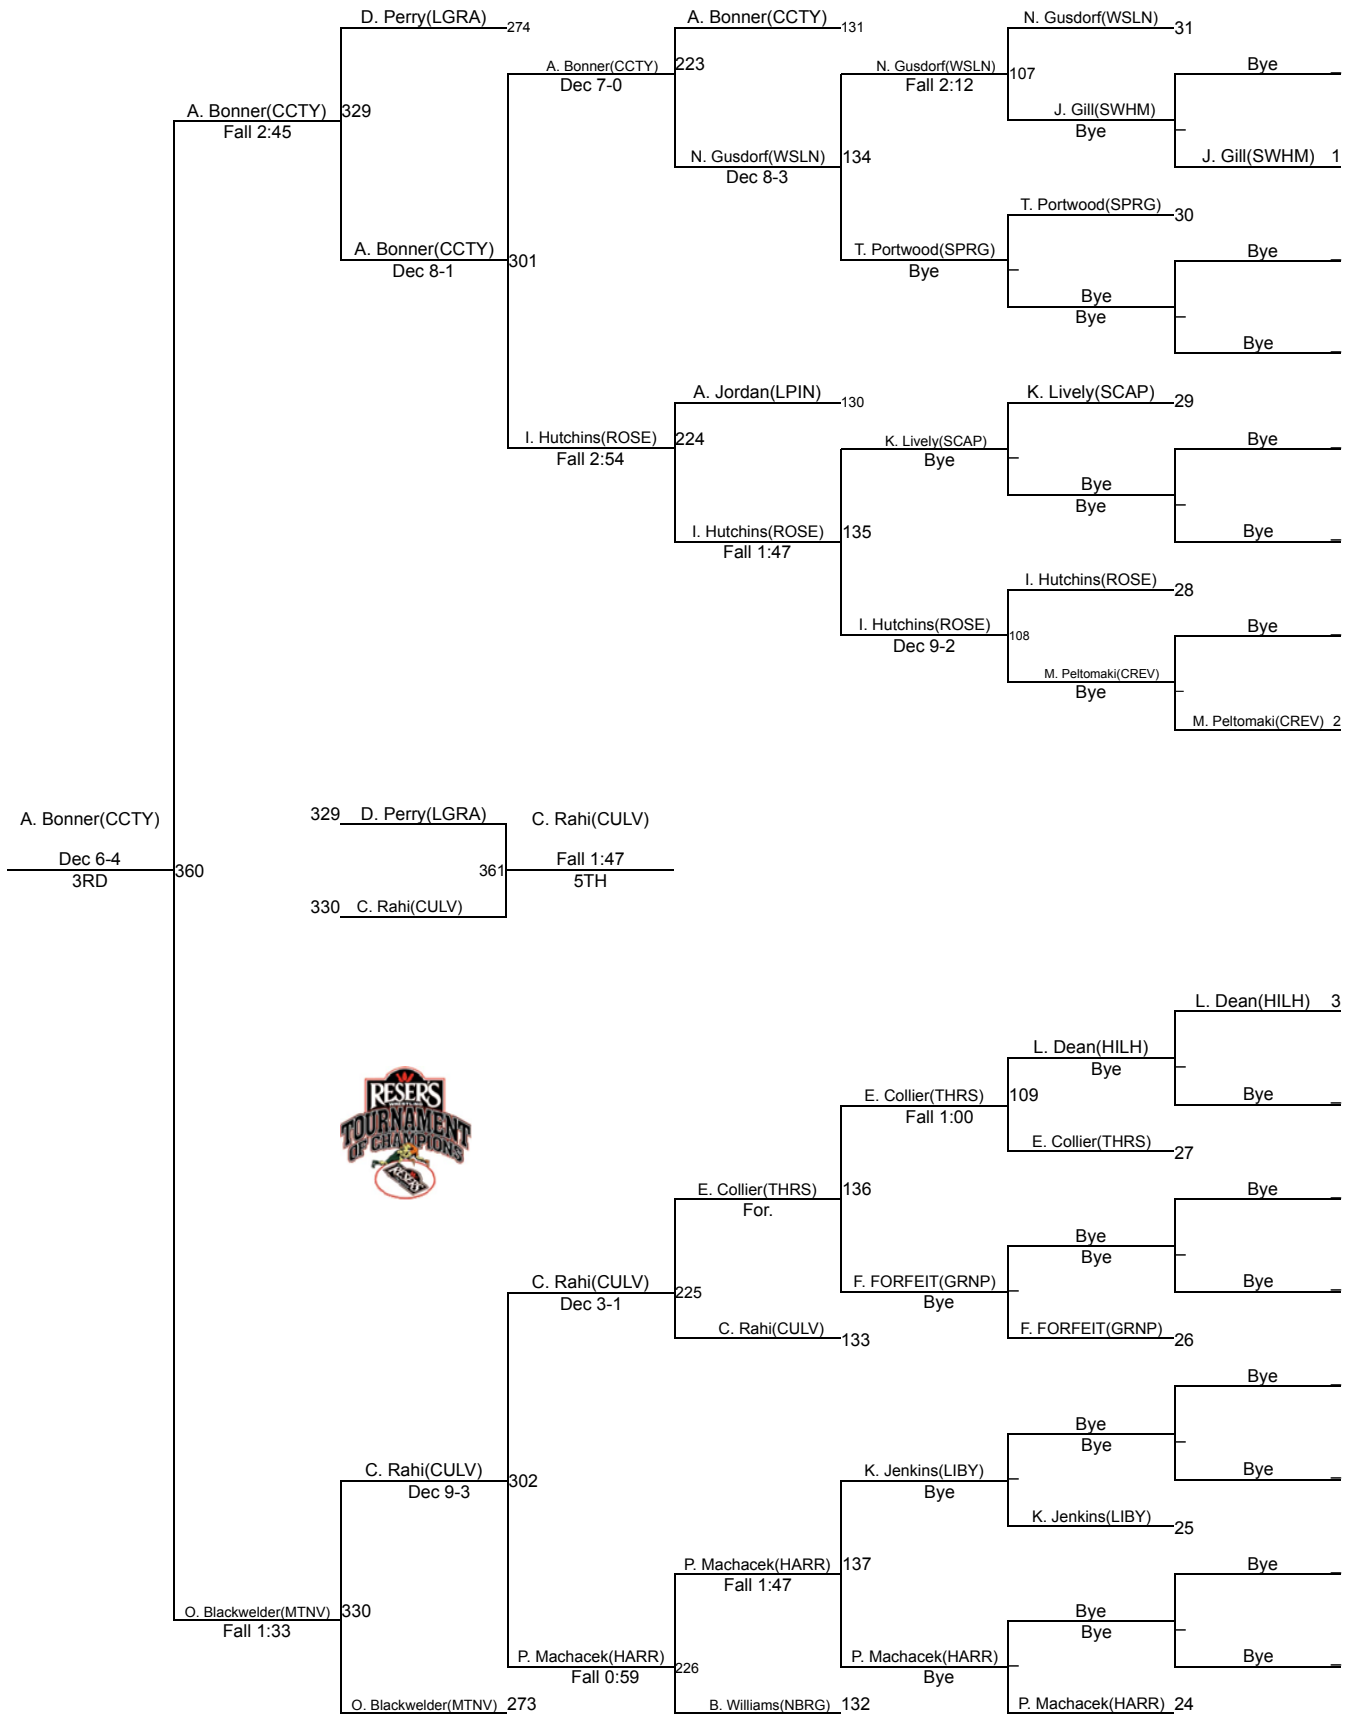 D. Perry(LGRA) 274
A. Bonner(CCTY) 131
N. Gusdorf(WSLN) 31
A. Bonner(CCTY) 223
Dec 7-0
N. Gusdorf(WSLN) 107
Fall 2:12
Bye _
A. Bonner(CCTY) 329
Fall 2:45
J. Gill(SWHM) _
Bye
N. Gusdorf(WSLN) 134
Dec 8-3
J. Gill(SWHM) 1
T. Portwood(SPRG) 30
A. Bonner(CCTY) 301
Dec 8-1
T. Portwood(SPRG) _
Bye
Bye _
Bye _
Bye
Bye _
A. Jordan(LPIN) 130
K. Lively(SCAP) 29
I. Hutchins(ROSE) 224
Fall 2:54
K. Lively(SCAP) _
Bye
Bye _
Bye _
Bye
I. Hutchins(ROSE) 135
Fall 1:47
Bye _
I. Hutchins(ROSE) 28
I. Hutchins(ROSE) 108
Dec 9-2
Bye _
M. Peltomaki(CREV) _
Bye
M. Peltomaki(CREV) 2
A. Bonner(CCTY)
Dec 6-4
3RD
360
329 D. Perry(LGRA)
C. Rahi(CULV)
361
Fall 1:47
5TH
330 C. Rahi(CULV)
L. Dean(HILH) 3
L. Dean(HILH) _
Bye
RESER'S
WRESTLING
TOURNAMENT
OF CHAMPIONS
E. Collier(THRS) 109
Fall 1:00
Bye _
E. Collier(THRS) 27
E. Collier(THRS) 136
For.
Bye _
Bye _
Bye
C. Rahi(CULV) 225
Dec 3-1
F. FORFEIT(GRNP) _
Bye
Bye _
C. Rahi(CULV) 133
F. FORFEIT(GRNP) 26
Bye _
Bye _
Bye
C. Rahi(CULV) 302
Dec 9-3
K. Jenkins(LIBY) _
Bye
Bye _
K. Jenkins(LIBY) 25
P. Machacek(HARR) 137
Fall 1:47
Bye _
O. Blackwelder(MTNV) 330
Fall 1:33
Bye _
Bye
P. Machacek(HARR) 226
Fall 0:59
P. Machacek(HARR) _
Bye
Bye _
O. Blackwelder(MTNV) 273
B. Williams(NBRG) 132
P. Machacek(HARR) 24